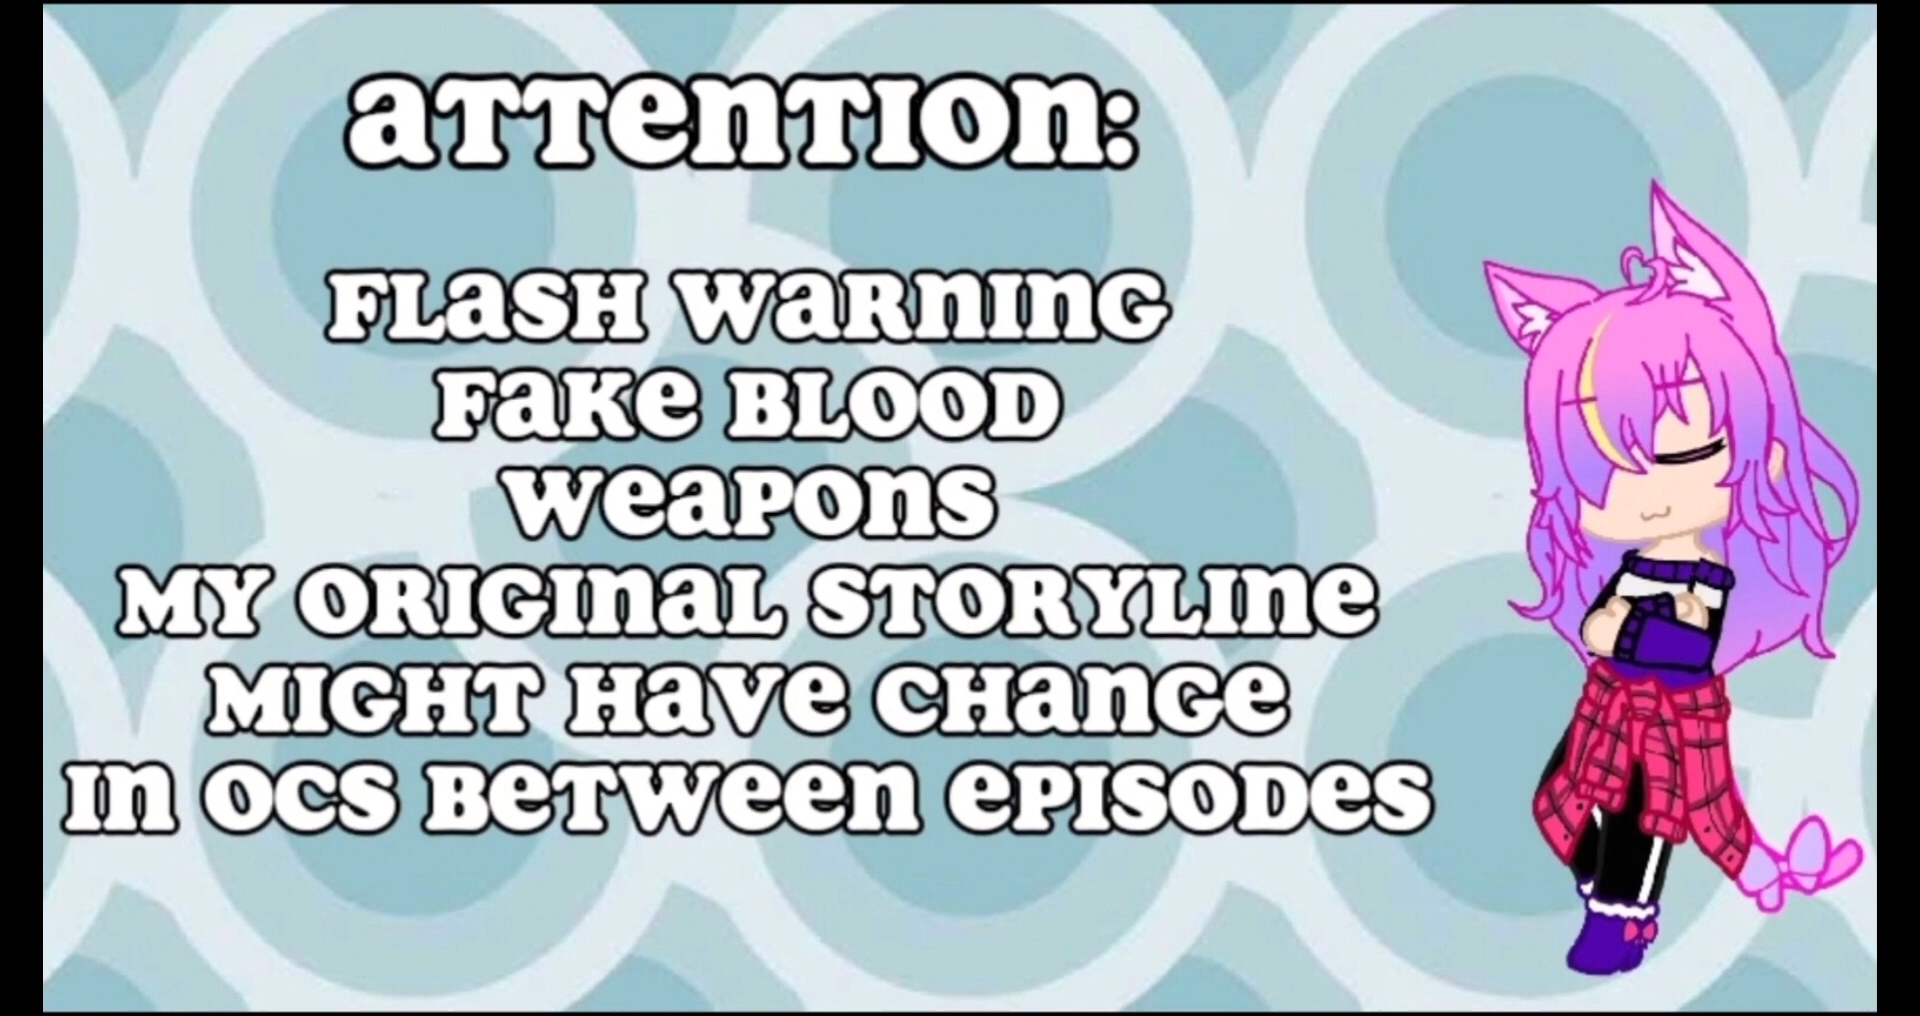 ATTENTION:
FLASH WARNING
FAKE BLOOD
WEAPONS
MY ORIGINAL STORYLINE
MIGHT HAVE CHANGE
IN OCS BETWEEN EPISODES